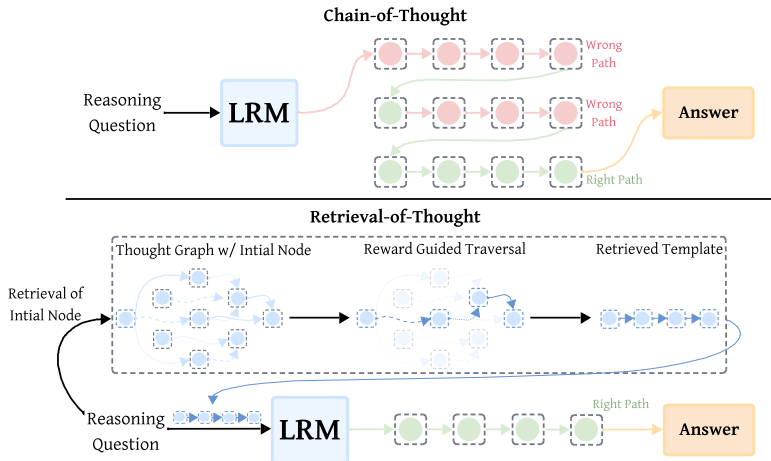 Chain-of-Thought
Wrong
Path
Reasoning
Question
LRM
Wrong
Path
Answer
Right Path
Retrieval-of-Thought
Thought Graph w/ Intial Node
Reward Guided Traversal
Retrieved Template
Retrieval of
Intial Node
Reasoning
Question
LRM
Right Path
Answer